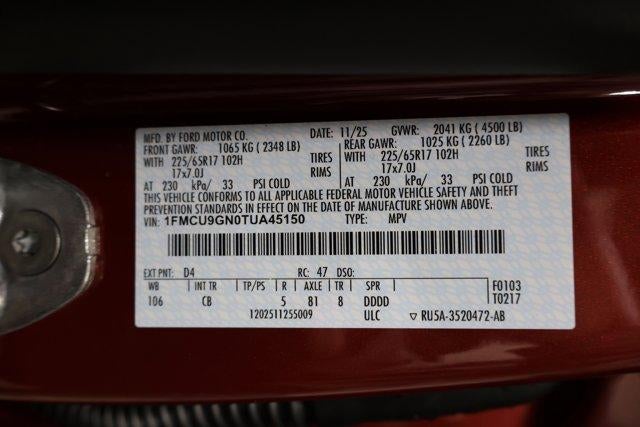 MFD. BY FORD MOTOR CO. DATE: 11/25 GVWR: 2041 KG ( 4500 LB)
FRONT GAWR: 1065 KG ( 2348 LB) REAR GAWR: 1025 KG ( 2260 LB)
WITH 225/65R17 102H TIRES WITH 225/65R17 102H TIRES
17x7.0J RIMS 17x7.0J RIMS
AT 230 kPa/ 33 PSI COLD AT 230 kPa/ 33 PSI COLD
THIS VEHICLE CONFORMS TO ALL APPLICABLE FEDERAL MOTOR VEHICLE SAFETY AND THEFT
PREVENTION STANDARDS IN EFFECT ON THE DATE OF MANUFACTURE SHOWN ABOVE.
VIN: 1FMCU9GN0TUA45150 TYPE: MPV
EXT PNT: D4 RC: 47 DSO:
WB INT TR TP/PS R AXLE TR SPR F0103
106 CB 5 81 8 DDDD T0217
1202511255009 ULC ▽ RU5A-3520472-AB